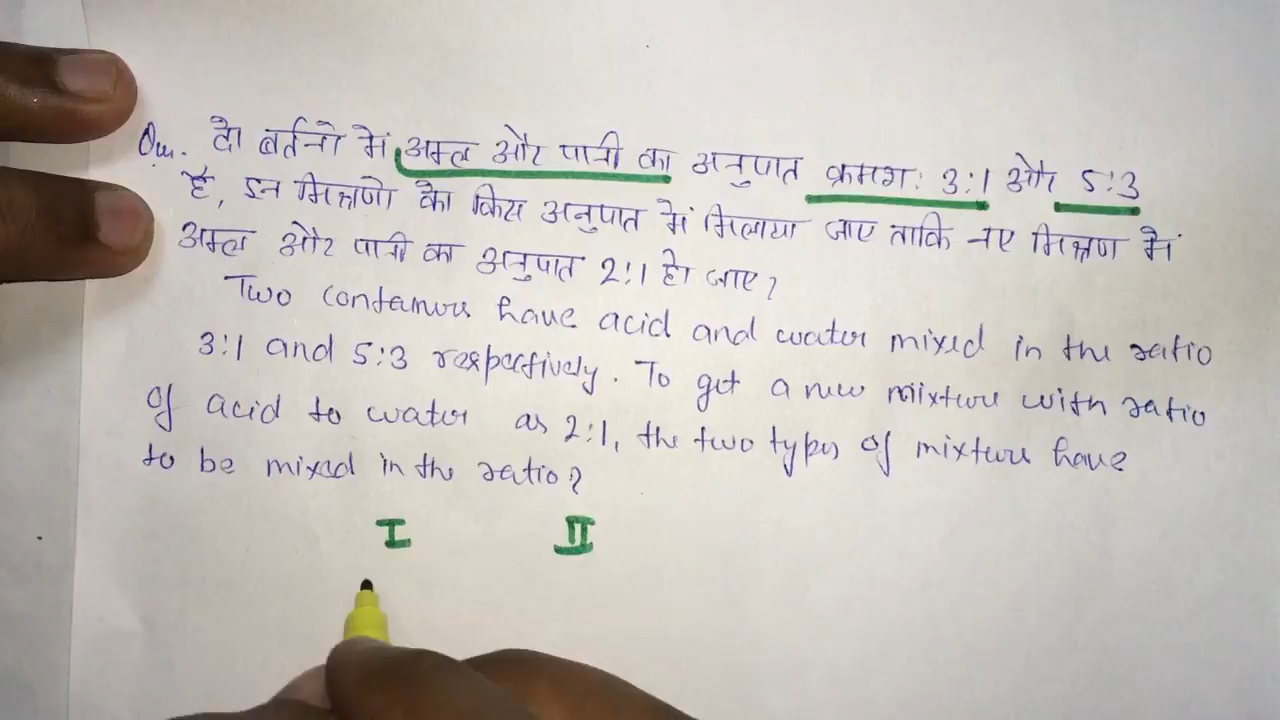 Qu. दो बर्तनो में अम्ल और पानी का अनुपात क्रमशः 3:1 और 5:3
है, इन मिश्रणो को किस अनुपात में मिलाया जाए ताकि नए मिश्रण में
अम्ल और पानी का अनुपात 2:1 हो जाए?
Two containers have acid and water mixed in the ratio
3:1 and 5:3 respectively. To get a new mixture with ratio
of acid to water as 2:1, the two types of mixture have
to be mixed in the ratio?
I II